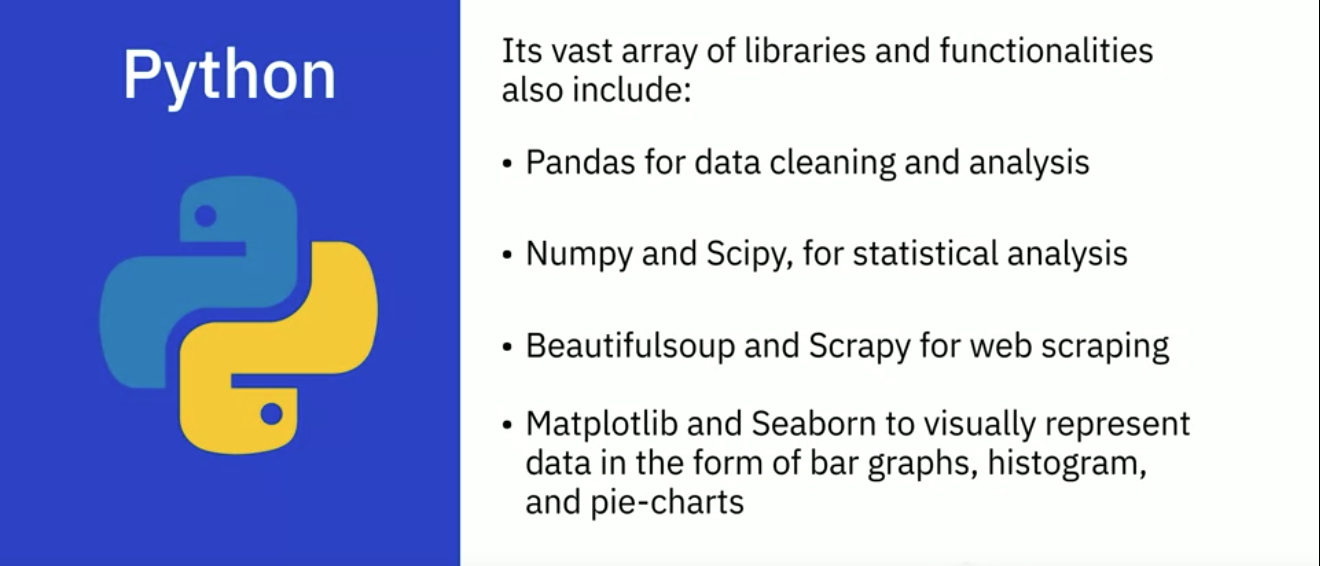 Python
Its vast array of libraries and functionalities
also include:
• Pandas for data cleaning and analysis
• Numpy and Scipy, for statistical analysis
• Beautifulsoup and Scrapy for web scraping
• Matplotlib and Seaborn to visually represent
data in the form of bar graphs, histogram,
and pie-charts